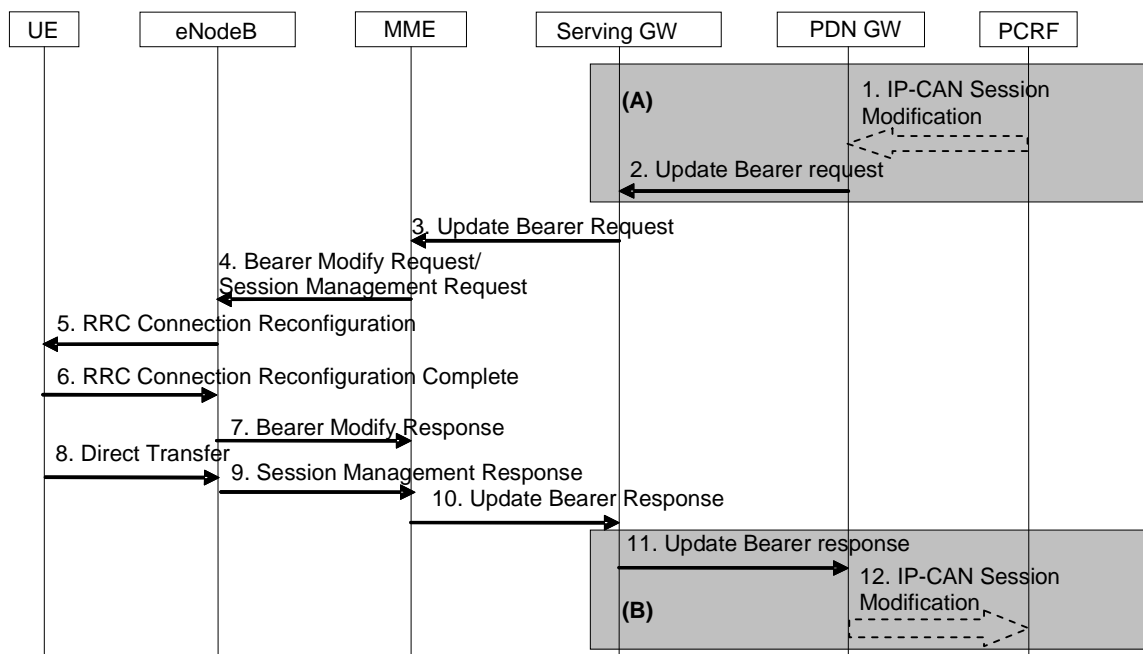 UE eNodeB MME Serving GW PDN GW PCRF
(A)
1. IP-CAN Session
Modification
2. Update Bearer request
3. Update Bearer Request
4. Bearer Modify Request/
Session Management Request
5. RRC Connection Reconfiguration
6. RRC Connection Reconfiguration Complete
7. Bearer Modify Response
8. Direct Transfer
9. Session Management Response
10. Update Bearer Response
11. Update Bearer response
12. IP-CAN Session
Modification
(B)